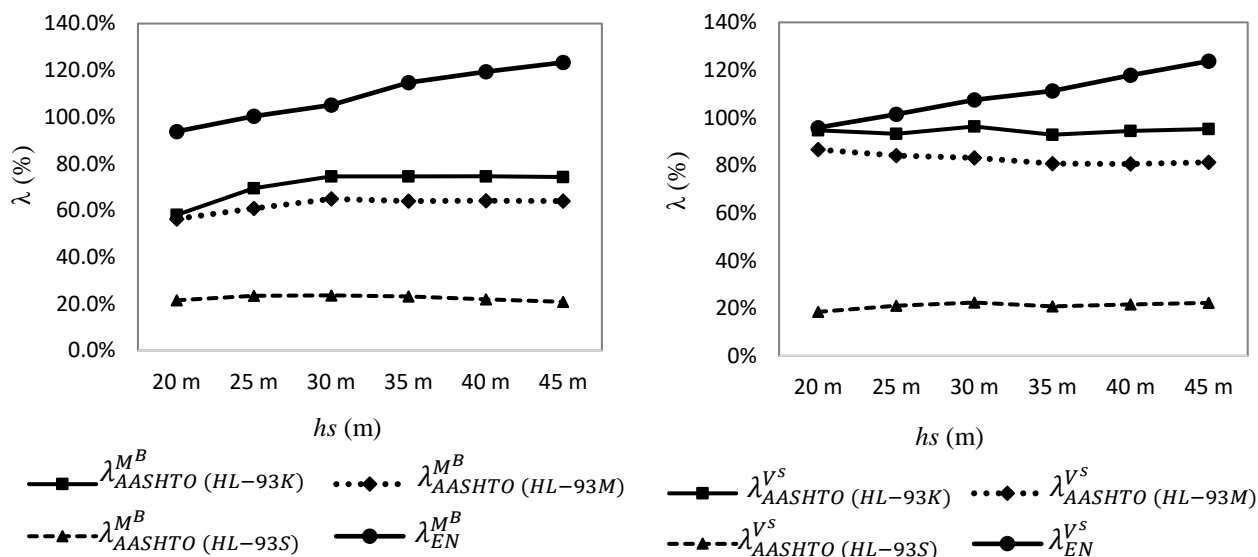 140.0%
120.0%
100.0%
80.0%
60.0%
40.0%
20.0%
0.0%
λ (%)
20 m 25 m 30 m 35 m 40 m 45 m
hs (m)
λ^{M^B}_{AASHTO (HL−93K)} λ^{M^B}_{AASHTO (HL−93M)}
λ^{M^B}_{AASHTO (HL−93S)} λ^{M^B}_{EN}
140%
120%
100%
80%
60%
40%
20%
0%
λ (%)
20 m 25 m 30 m 35 m 40 m 45 m
hs (m)
λ^{V^s}_{AASHTO (HL−93K)} λ^{V^s}_{AASHTO (HL−93M)}
λ^{V^s}_{AASHTO (HL−93S)} λ^{V^s}_{EN}